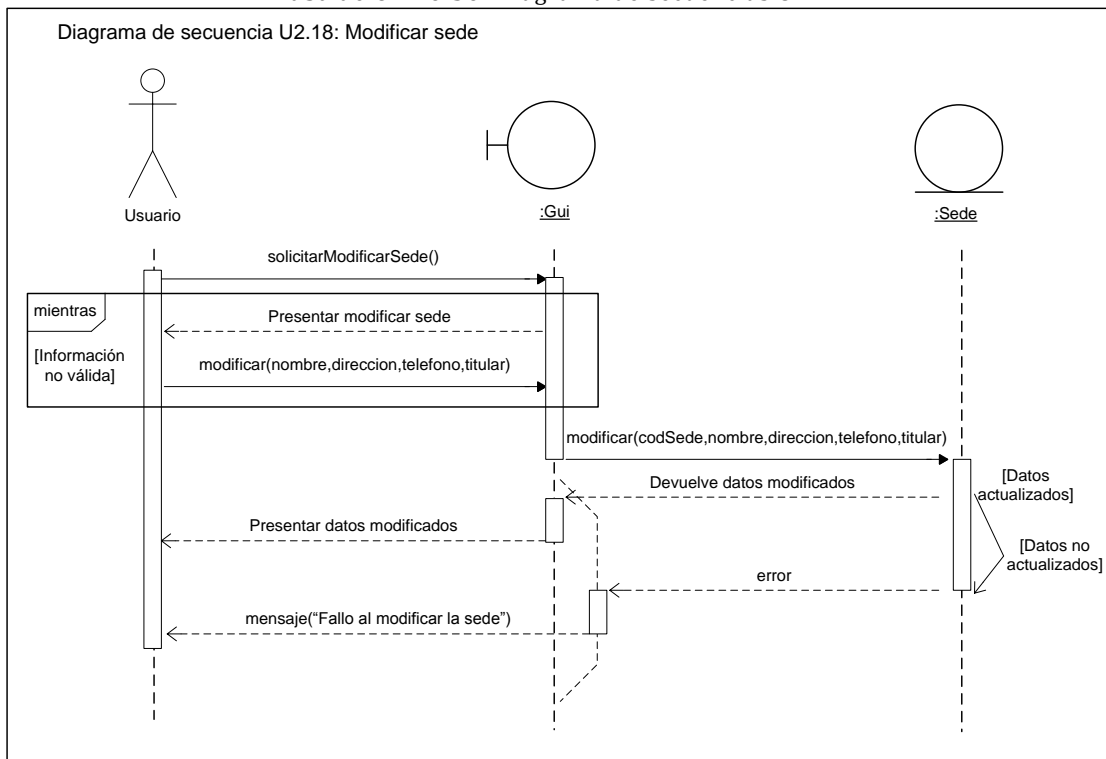 Diagrama de secuencia U2.18: Modificar sede
Usuario
:Gui
:Sede
solicitarModificarSede()
mientras
Presentar modificar sede
[Información
no válida]
modificar(nombre,direccion,telefono,titular)
modificar(codSede,nombre,direccion,telefono,titular)
Devuelve datos modificados
[Datos
actualizados]
Presentar datos modificados
[Datos no
actualizados]
error
mensaje(“Fallo al modificar la sede”)